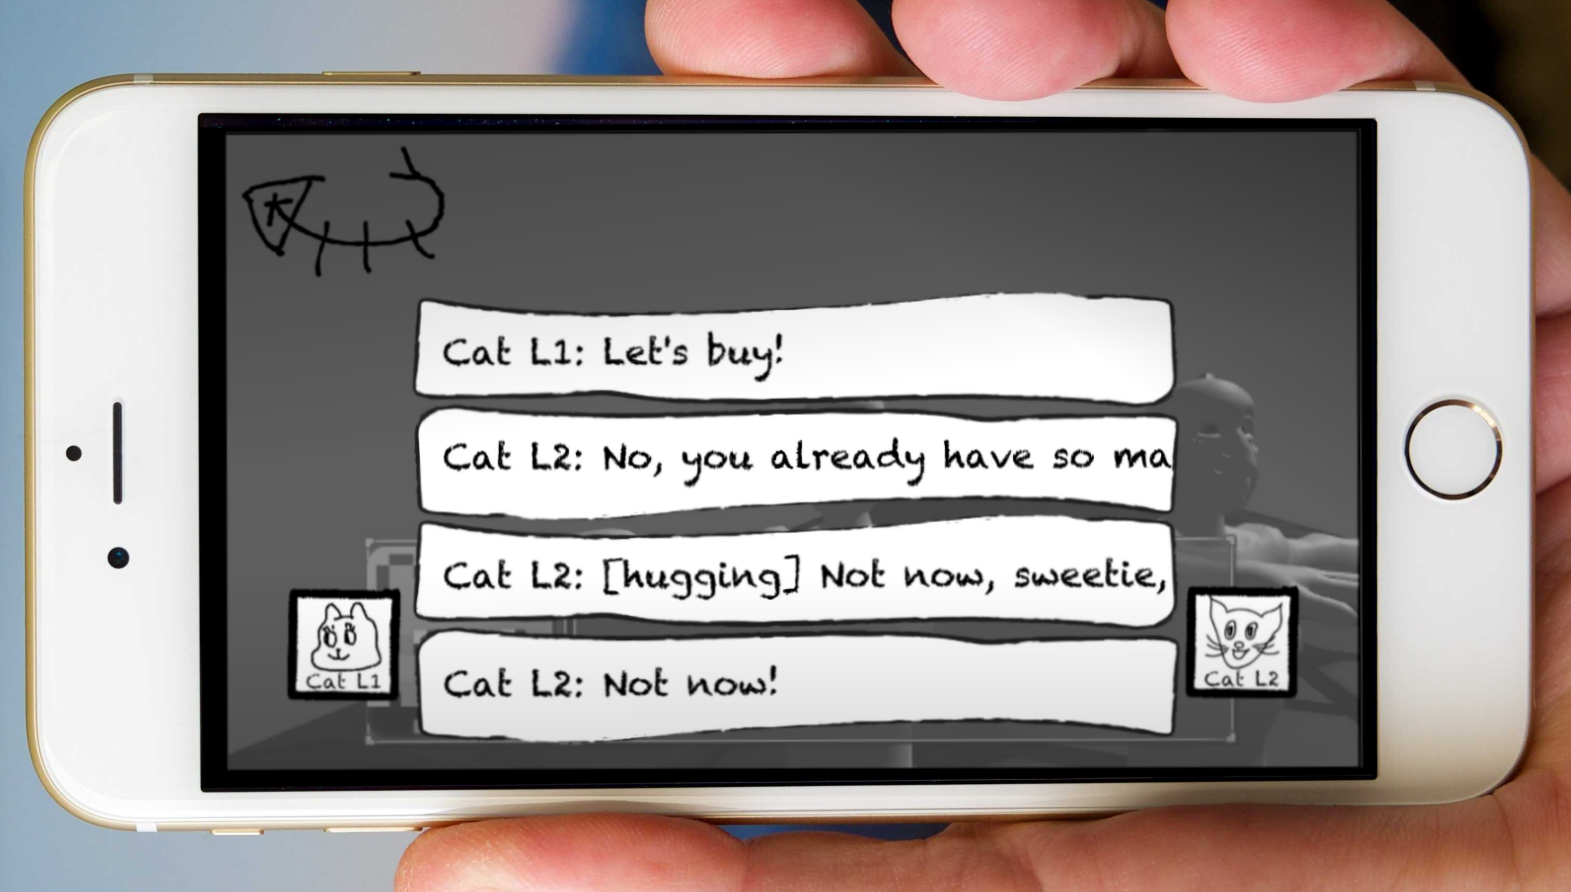 Cat L1: Let's buy!
Cat L2: No, you already have so ma
Cat L2: [hugging] Not now, sweetie,
Cat L2: Not now!
Cat L1
Cat L2